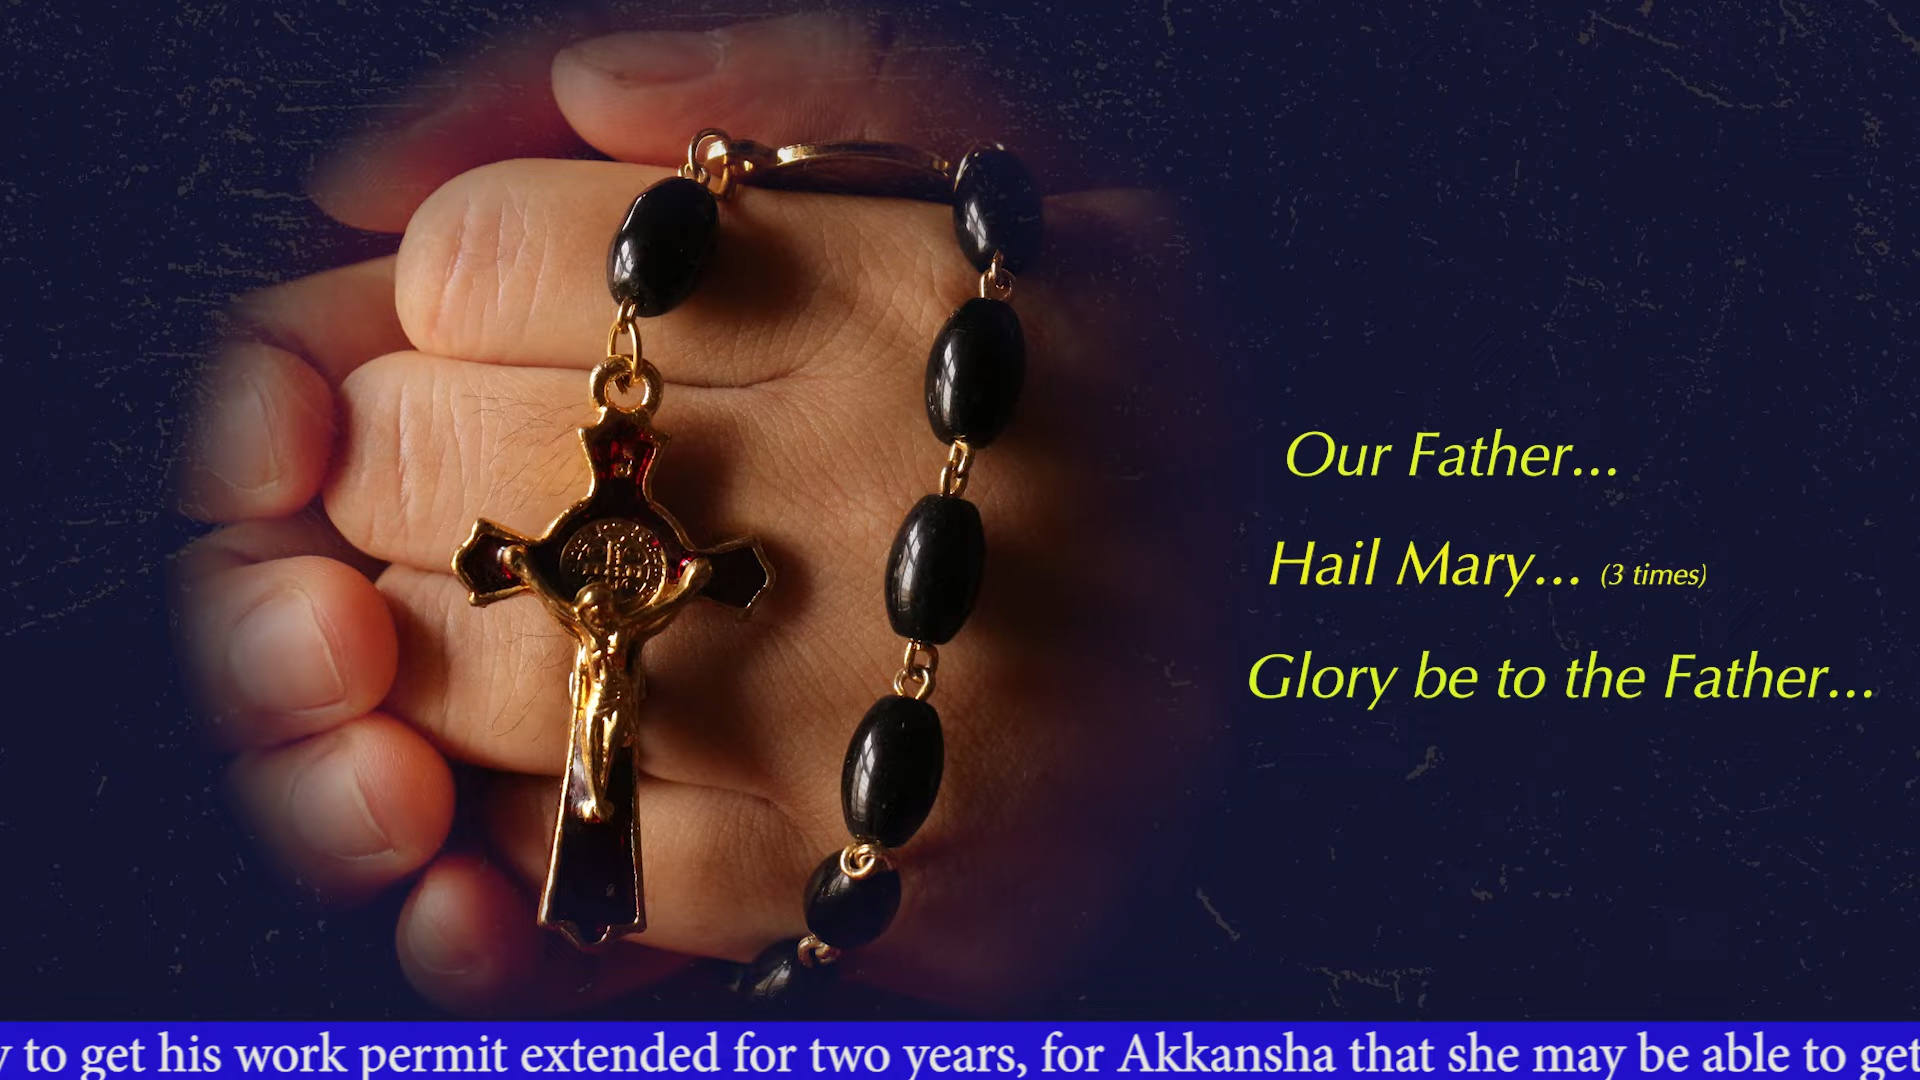 Our Father...
Hail Mary... (3 times)
Glory be to the Father...
to get his work permit extended for two years, for Akkansha that she may be able to get